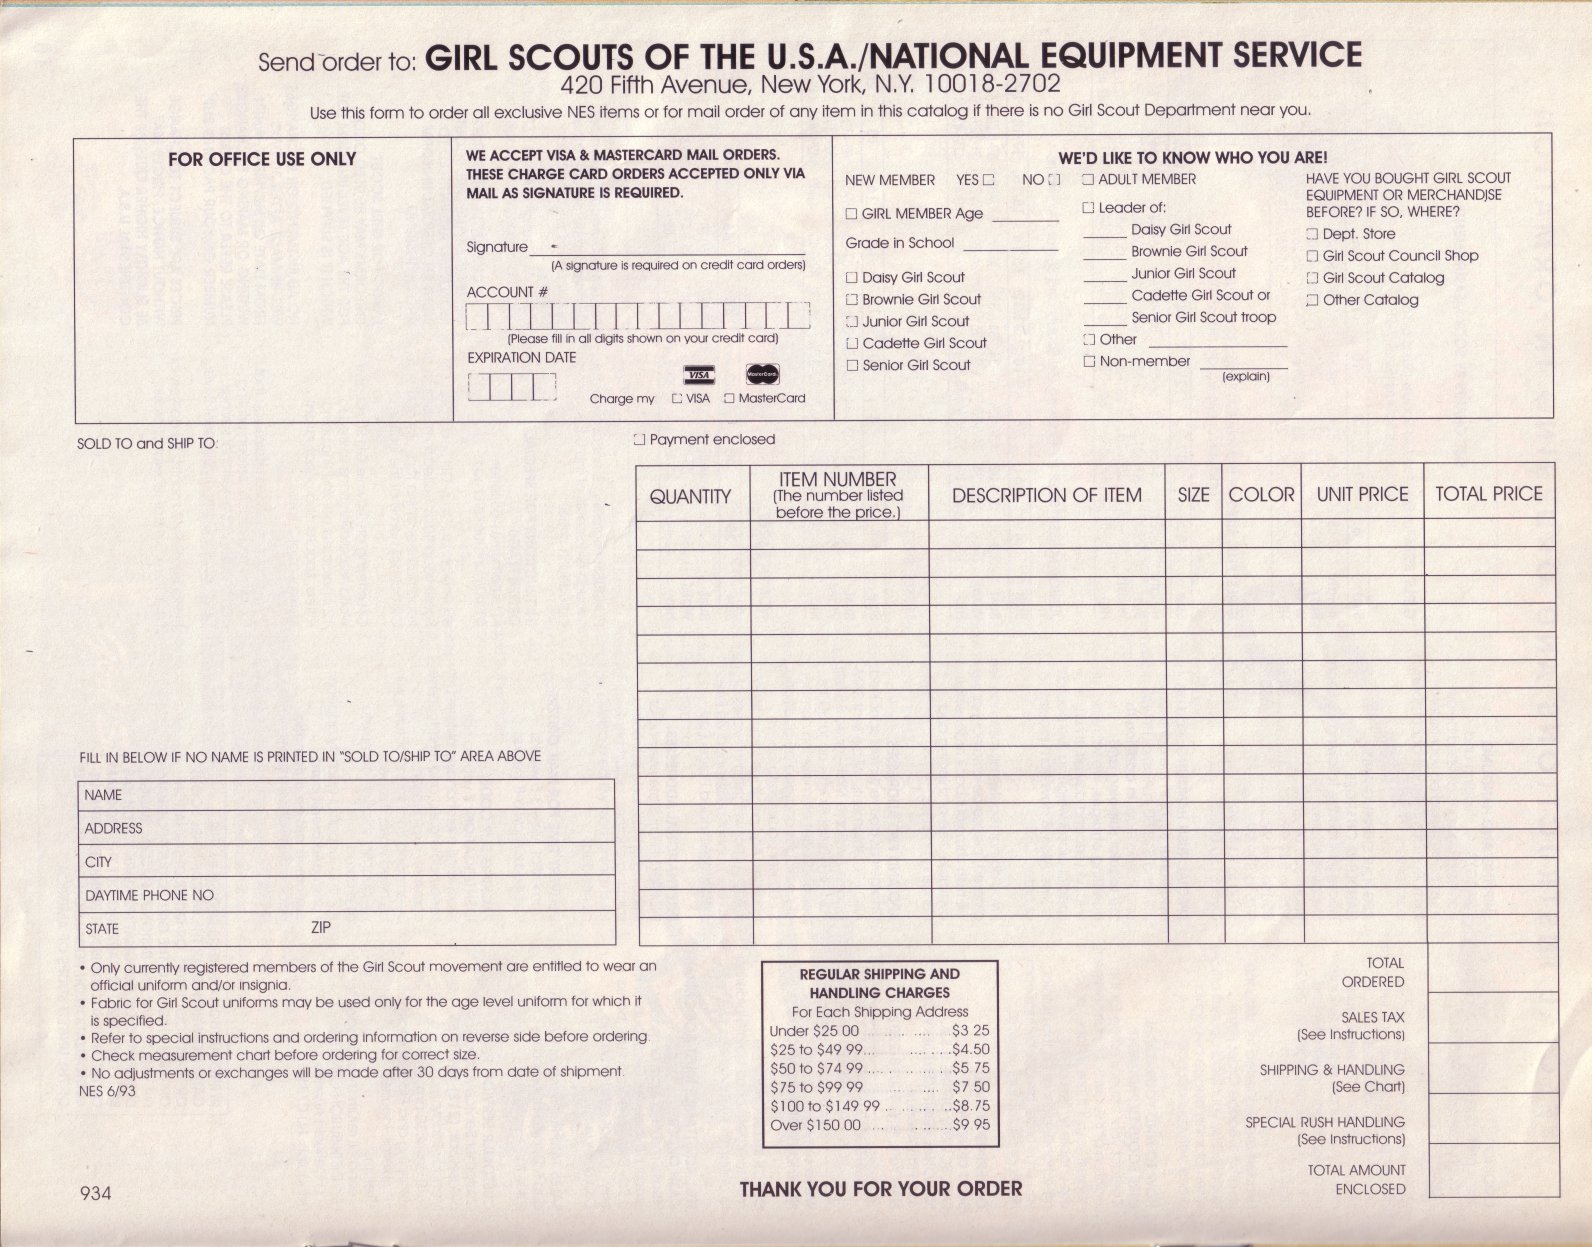 Send order to: GIRL SCOUTS OF THE U.S.A./NATIONAL EQUIPMENT SERVICE
420 Fifth Avenue, New York, N.Y. 10018-2702
Use this form to order all exclusive NES items or for mail order of any item in this catalog if there is no Girl Scout Department near you.
FOR OFFICE USE ONLY
WE ACCEPT VISA & MASTERCARD MAIL ORDERS.
THESE CHARGE CARD ORDERS ACCEPTED ONLY VIA
MAIL AS SIGNATURE IS REQUIRED.
Signature
(A signature is required on credit card orders)
ACCOUNT #
(Please fill in all digits shown on your credit card)
EXPIRATION DATE
VISA MasterCard
Charge my VISA MasterCard
WE'D LIKE TO KNOW WHO YOU ARE!
NEW MEMBER YES NO
GIRL MEMBER Age
Grade in School
Daisy Girl Scout
Brownie Girl Scout
Junior Girl Scout
Cadette Girl Scout
Senior Girl Scout
ADULT MEMBER
Leader of:
Daisy Girl Scout
Brownie Girl Scout
Junior Girl Scout
Cadette Girl Scout or
Senior Girl Scout troop
Other
Non-member
(explain)
HAVE YOU BOUGHT GIRL SCOUT
EQUIPMENT OR MERCHANDISE
BEFORE? IF SO, WHERE?
Dept. Store
Girl Scout Council Shop
Girl Scout Catalog
Other Catalog
SOLD TO and SHIP TO:
Payment enclosed
QUANTITY
ITEM NUMBER
(The number listed
before the price.)
DESCRIPTION OF ITEM
SIZE
COLOR
UNIT PRICE
TOTAL PRICE
FILL IN BELOW IF NO NAME IS PRINTED IN "SOLD TO/SHIP TO" AREA ABOVE
NAME
ADDRESS
CITY
DAYTIME PHONE NO
STATE ZIP
• Only currently registered members of the Girl Scout movement are entitled to wear an
official uniform and/or insignia.
• Fabric for Girl Scout uniforms may be used only for the age level uniform for which it
is specified.
• Refer to special instructions and ordering information on reverse side before ordering.
• Check measurement chart before ordering for correct size.
• No adjustments or exchanges will be made after 30 days from date of shipment.
NES 6/93
REGULAR SHIPPING AND
HANDLING CHARGES
For Each Shipping Address
Under $25 00 $3 25
$25 to $49 99 $4.50
$50 to $74 99 $5 75
$75 to $99 99 $7 50
$100 to $149 99 $8.75
Over $150 00 $9 95
TOTAL
ORDERED
SALES TAX
(See Instructions)
SHIPPING & HANDLING
(See Chart)
SPECIAL RUSH HANDLING
(See Instructions)
TOTAL AMOUNT
ENCLOSED
934
THANK YOU FOR YOUR ORDER